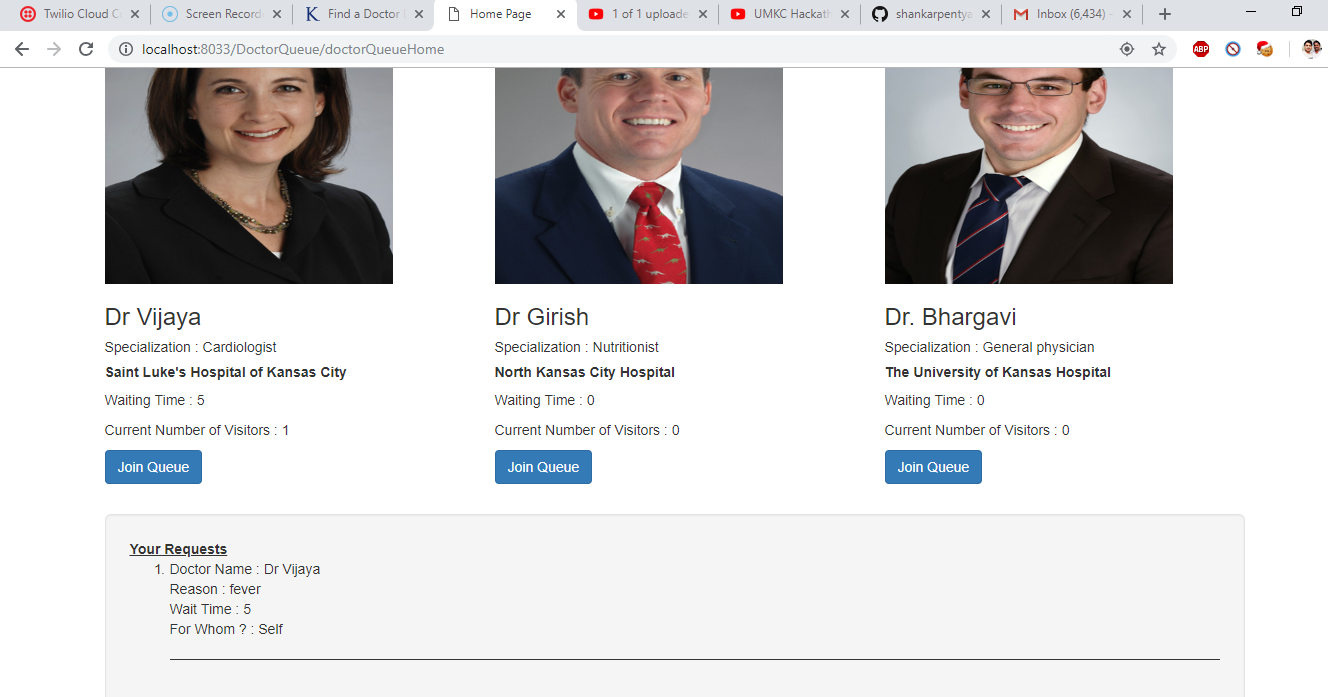 Twilio Cloud C
Screen Record
Find a Doctor
Home Page
1 of 1 uploade
UMKC Hackath
shankarpentya
Inbox (6,434) -
localhost:8033/DoctorQueue/doctorQueueHome
ABP
Dr Vijaya
Specialization : Cardiologist
Saint Luke's Hospital of Kansas City
Waiting Time : 5
Current Number of Visitors : 1
Join Queue
Dr Girish
Specialization : Nutritionist
North Kansas City Hospital
Waiting Time : 0
Current Number of Visitors : 0
Join Queue
Dr. Bhargavi
Specialization : General physician
The University of Kansas Hospital
Waiting Time : 0
Current Number of Visitors : 0
Join Queue
Your Requests
1. Doctor Name : Dr Vijaya
Reason : fever
Wait Time : 5
For Whom ? : Self